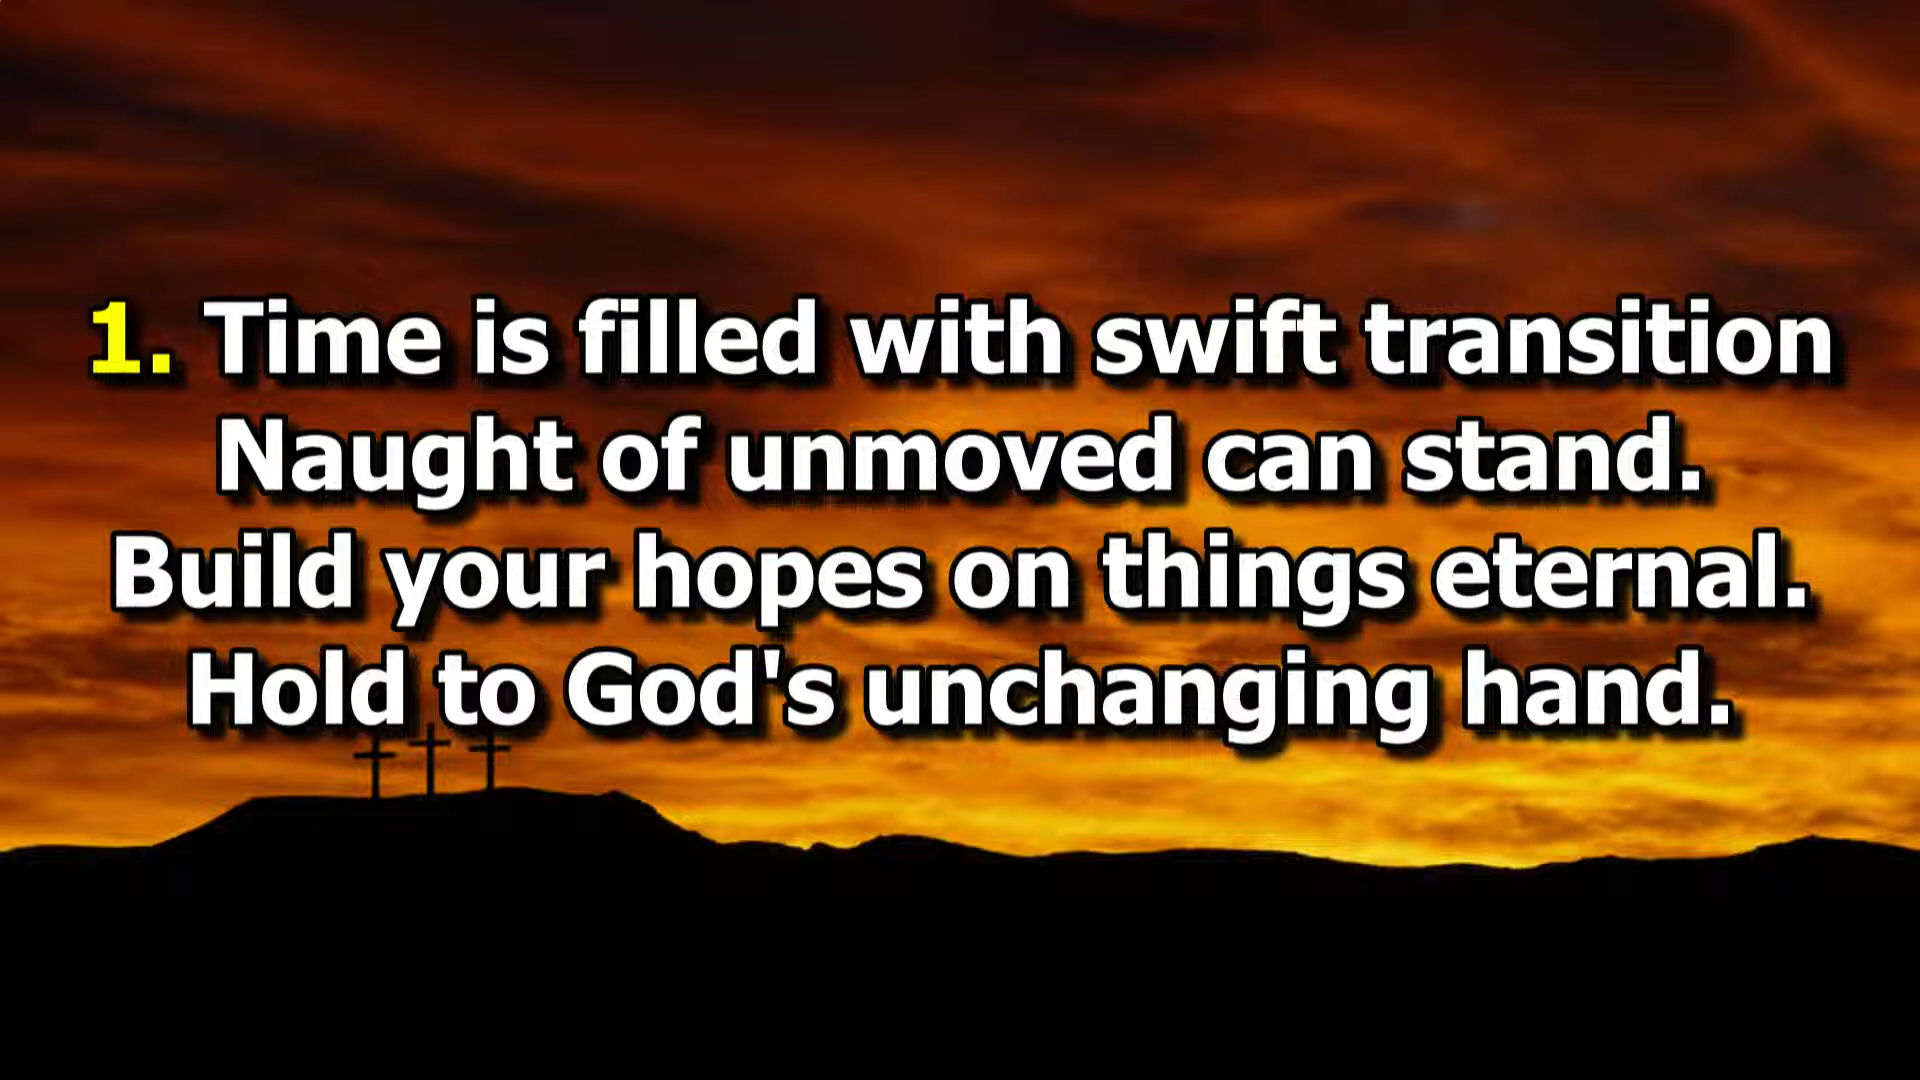 1. Time is filled with swift transition
Naught of unmoved can stand.
Build your hopes on things eternal.
Hold to God's unchanging hand.